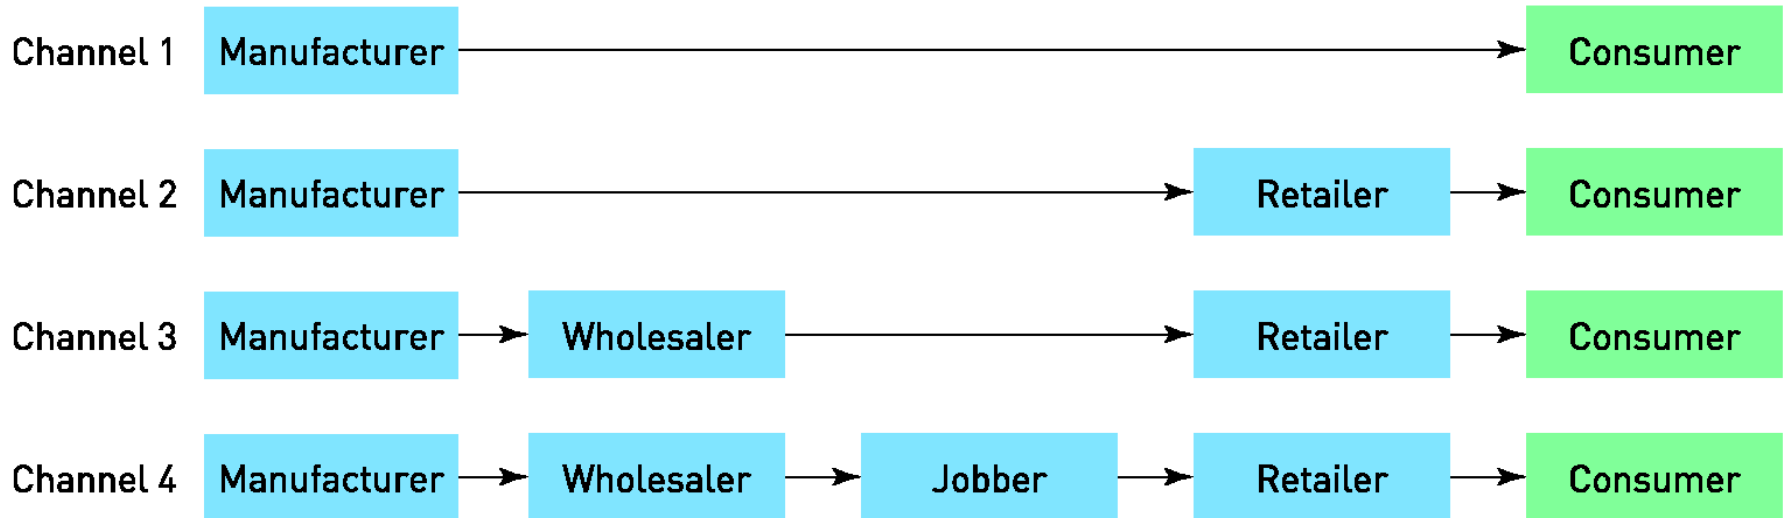 Channel 1 Manufacturer Consumer
Channel 2 Manufacturer Retailer Consumer
Channel 3 Manufacturer Wholesaler Retailer Consumer
Channel 4 Manufacturer Wholesaler Jobber Retailer Consumer